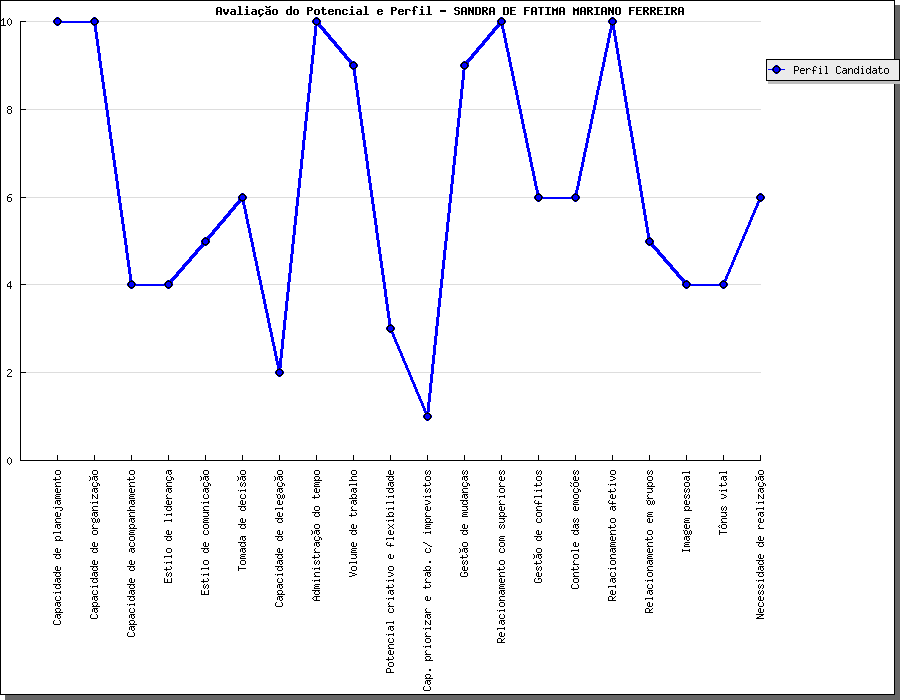 Avaliação do Potencial e Perfil - SANDRA DE FATIMA MARIANO FERREIRA
Perfil Candidato
10
8
6
4
2
0
Capacidade de planejamento
Capacidade de organização
Capacidade de acompanhamento
Estilo de liderança
Estilo de comunicação
Tomada de decisão
Capacidade de delegação
Administração do tempo
Volume de trabalho
Potencial criativo e flexibilidade
Cap. priorizar e trab. c/ imprevistos
Gestão de mudanças
Relacionamento com superiores
Gestão de conflitos
Controle das emoções
Relacionamento afetivo
Relacionamento em grupos
Imagem pessoal
Tônus vital
Necessidade de realização